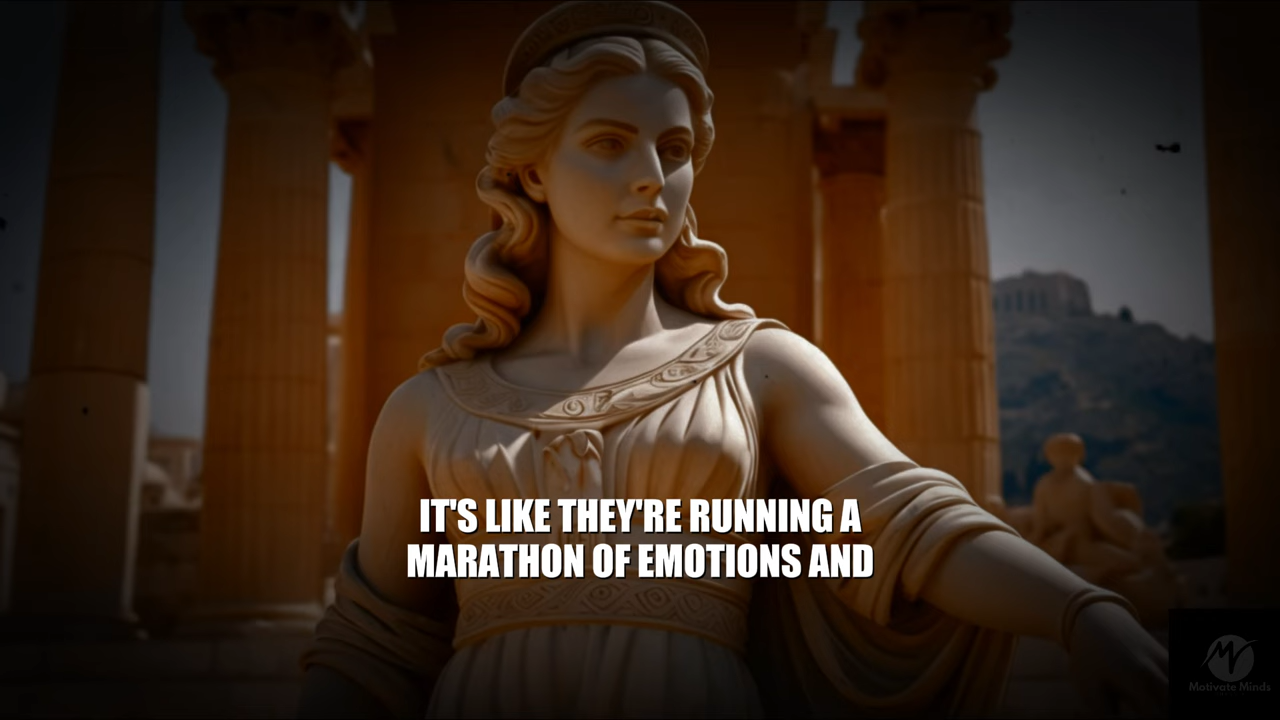 IT'S LIKE THEY'RE RUNNING A
MARATHON OF EMOTIONS AND
Motivate Minds